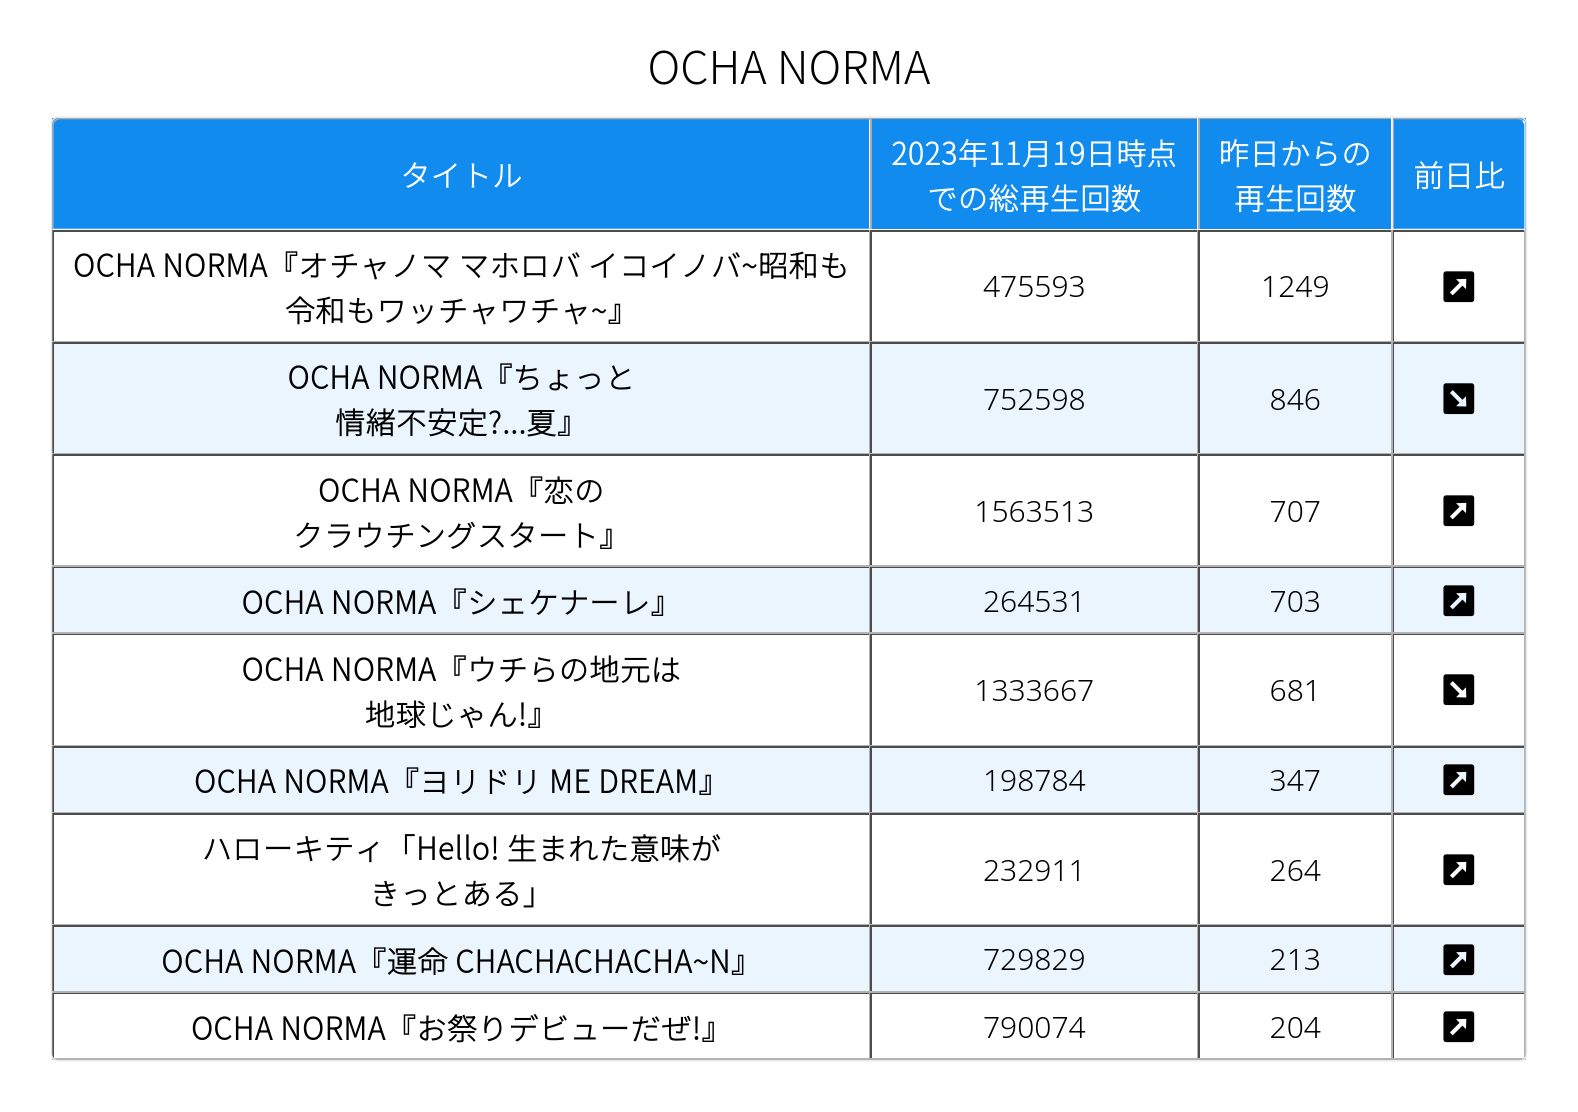 OCHA NORMA
タイトル
2023年11月19日時点
での総再生回数
昨日からの
再生回数
前日比
OCHA NORMA『オチャノマ マホロバ イコイノバ~昭和も
令和もワッチャワチャ~』
475593
1249
OCHA NORMA『ちょっと
情緒不安定?...夏』
752598
846
OCHA NORMA『恋の
クラウチングスタート』
1563513
707
OCHA NORMA『シェケナーレ』
264531
703
OCHA NORMA『ウチらの地元は
地球じゃん!』
1333667
681
OCHA NORMA『ヨリドリ ME DREAM』
198784
347
ハローキティ「Hello! 生まれた意味が
きっとある」
232911
264
OCHA NORMA『運命 CHACHACHACHA~N』
729829
213
OCHA NORMA『お祭りデビューだぜ!』
790074
204